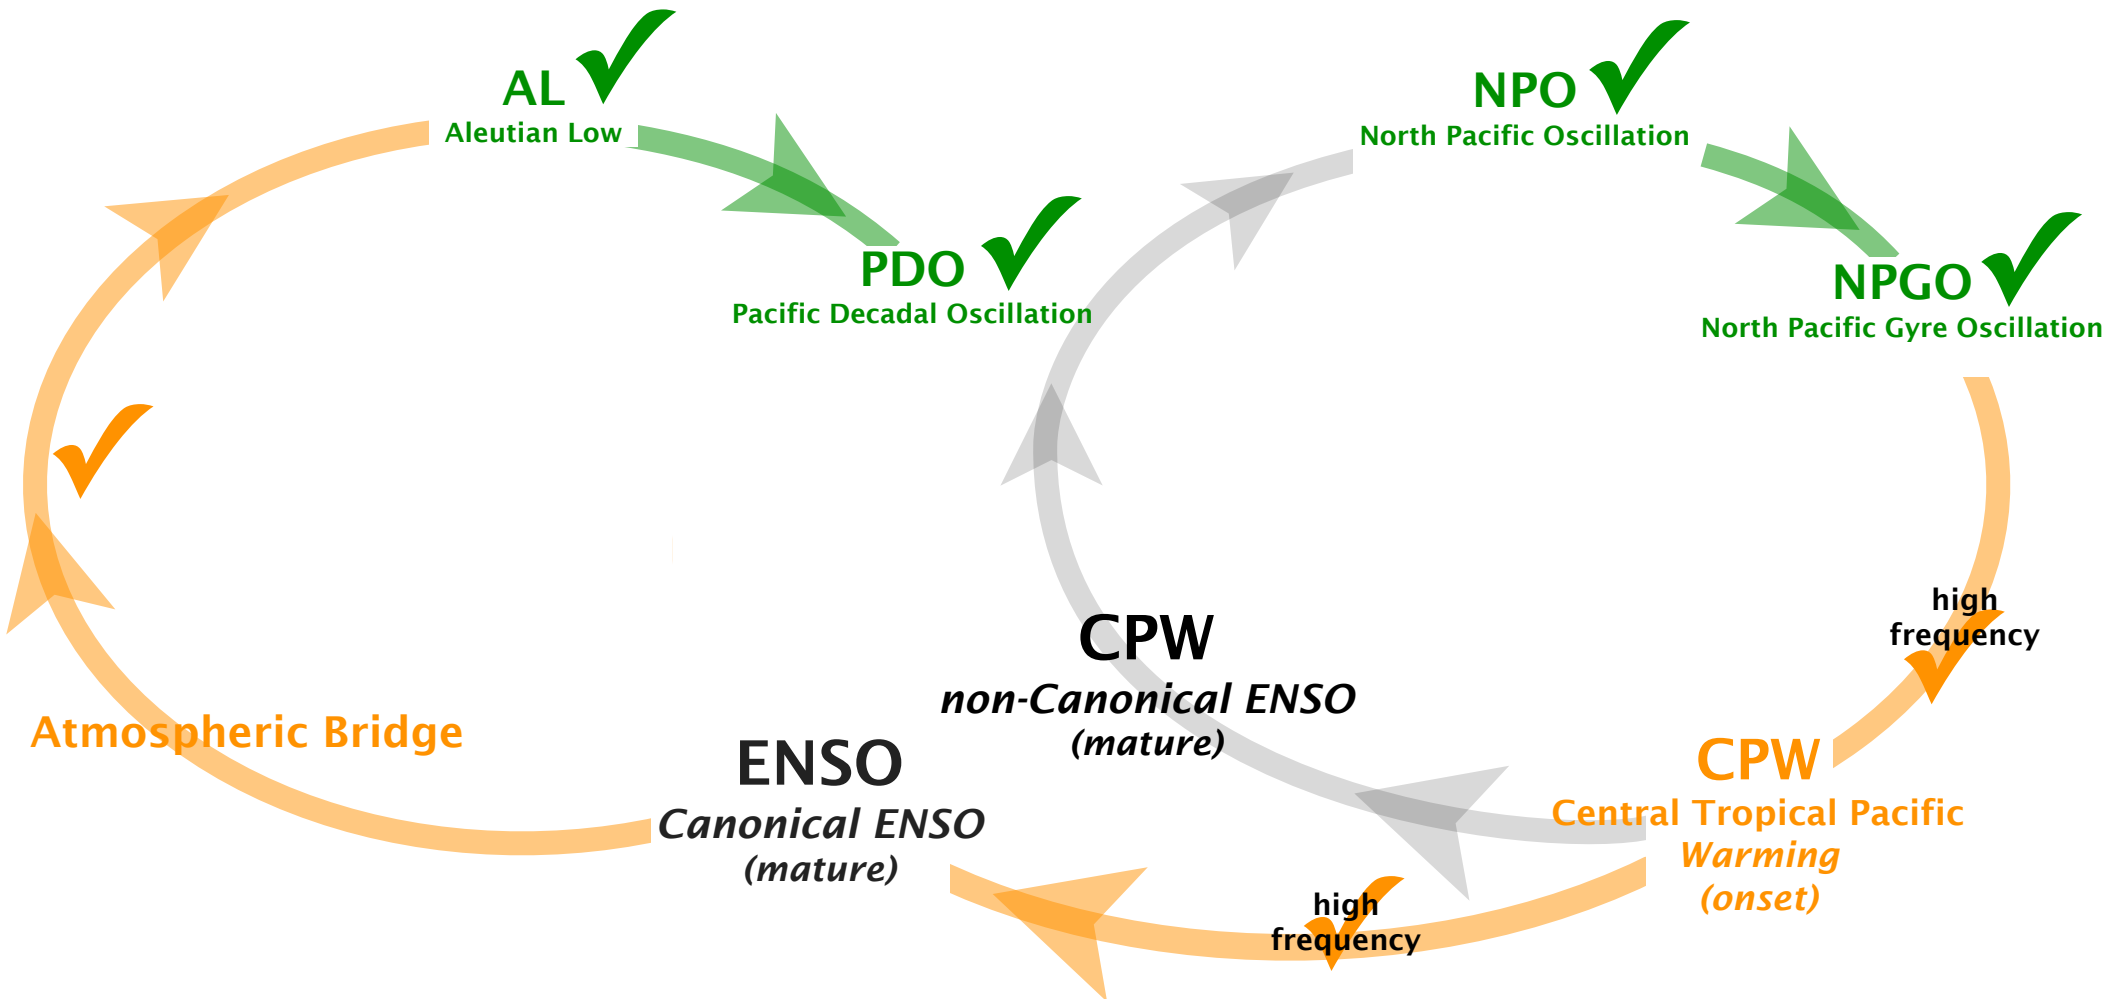 AL
Aleutian Low
NPO
North Pacific Oscillation
PDO
Pacific Decadal Oscillation
NPGO
North Pacific Gyre Oscillation
high
frequency
CPW
non-Canonical ENSO
(mature)
Atmospheric Bridge
ENSO
Canonical ENSO
(mature)
CPW
Central Tropical Pacific
Warming
(onset)
high
frequency